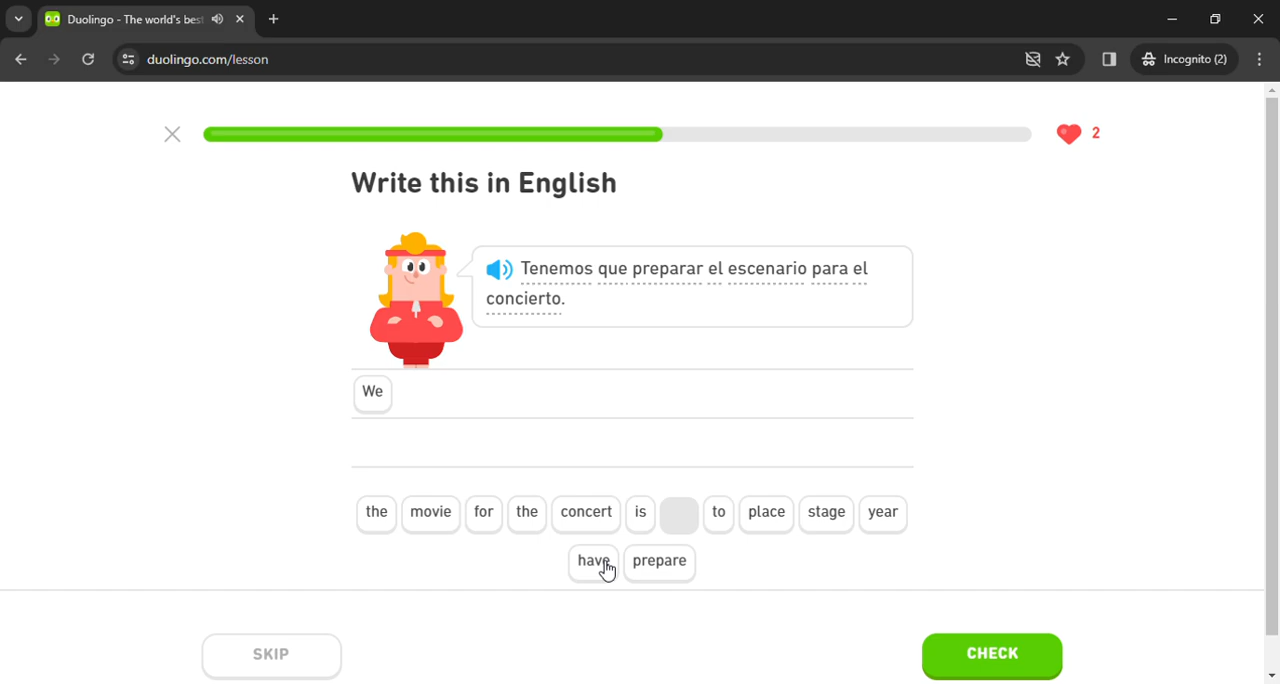 Duolingo - The world's bes
duolingo.com/lesson
Incognito (2)
2
Write this in English
Tenemos que preparar el escenario para el
concierto.
We
the movie for the concert is to place stage year
have prepare
SKIP
CHECK